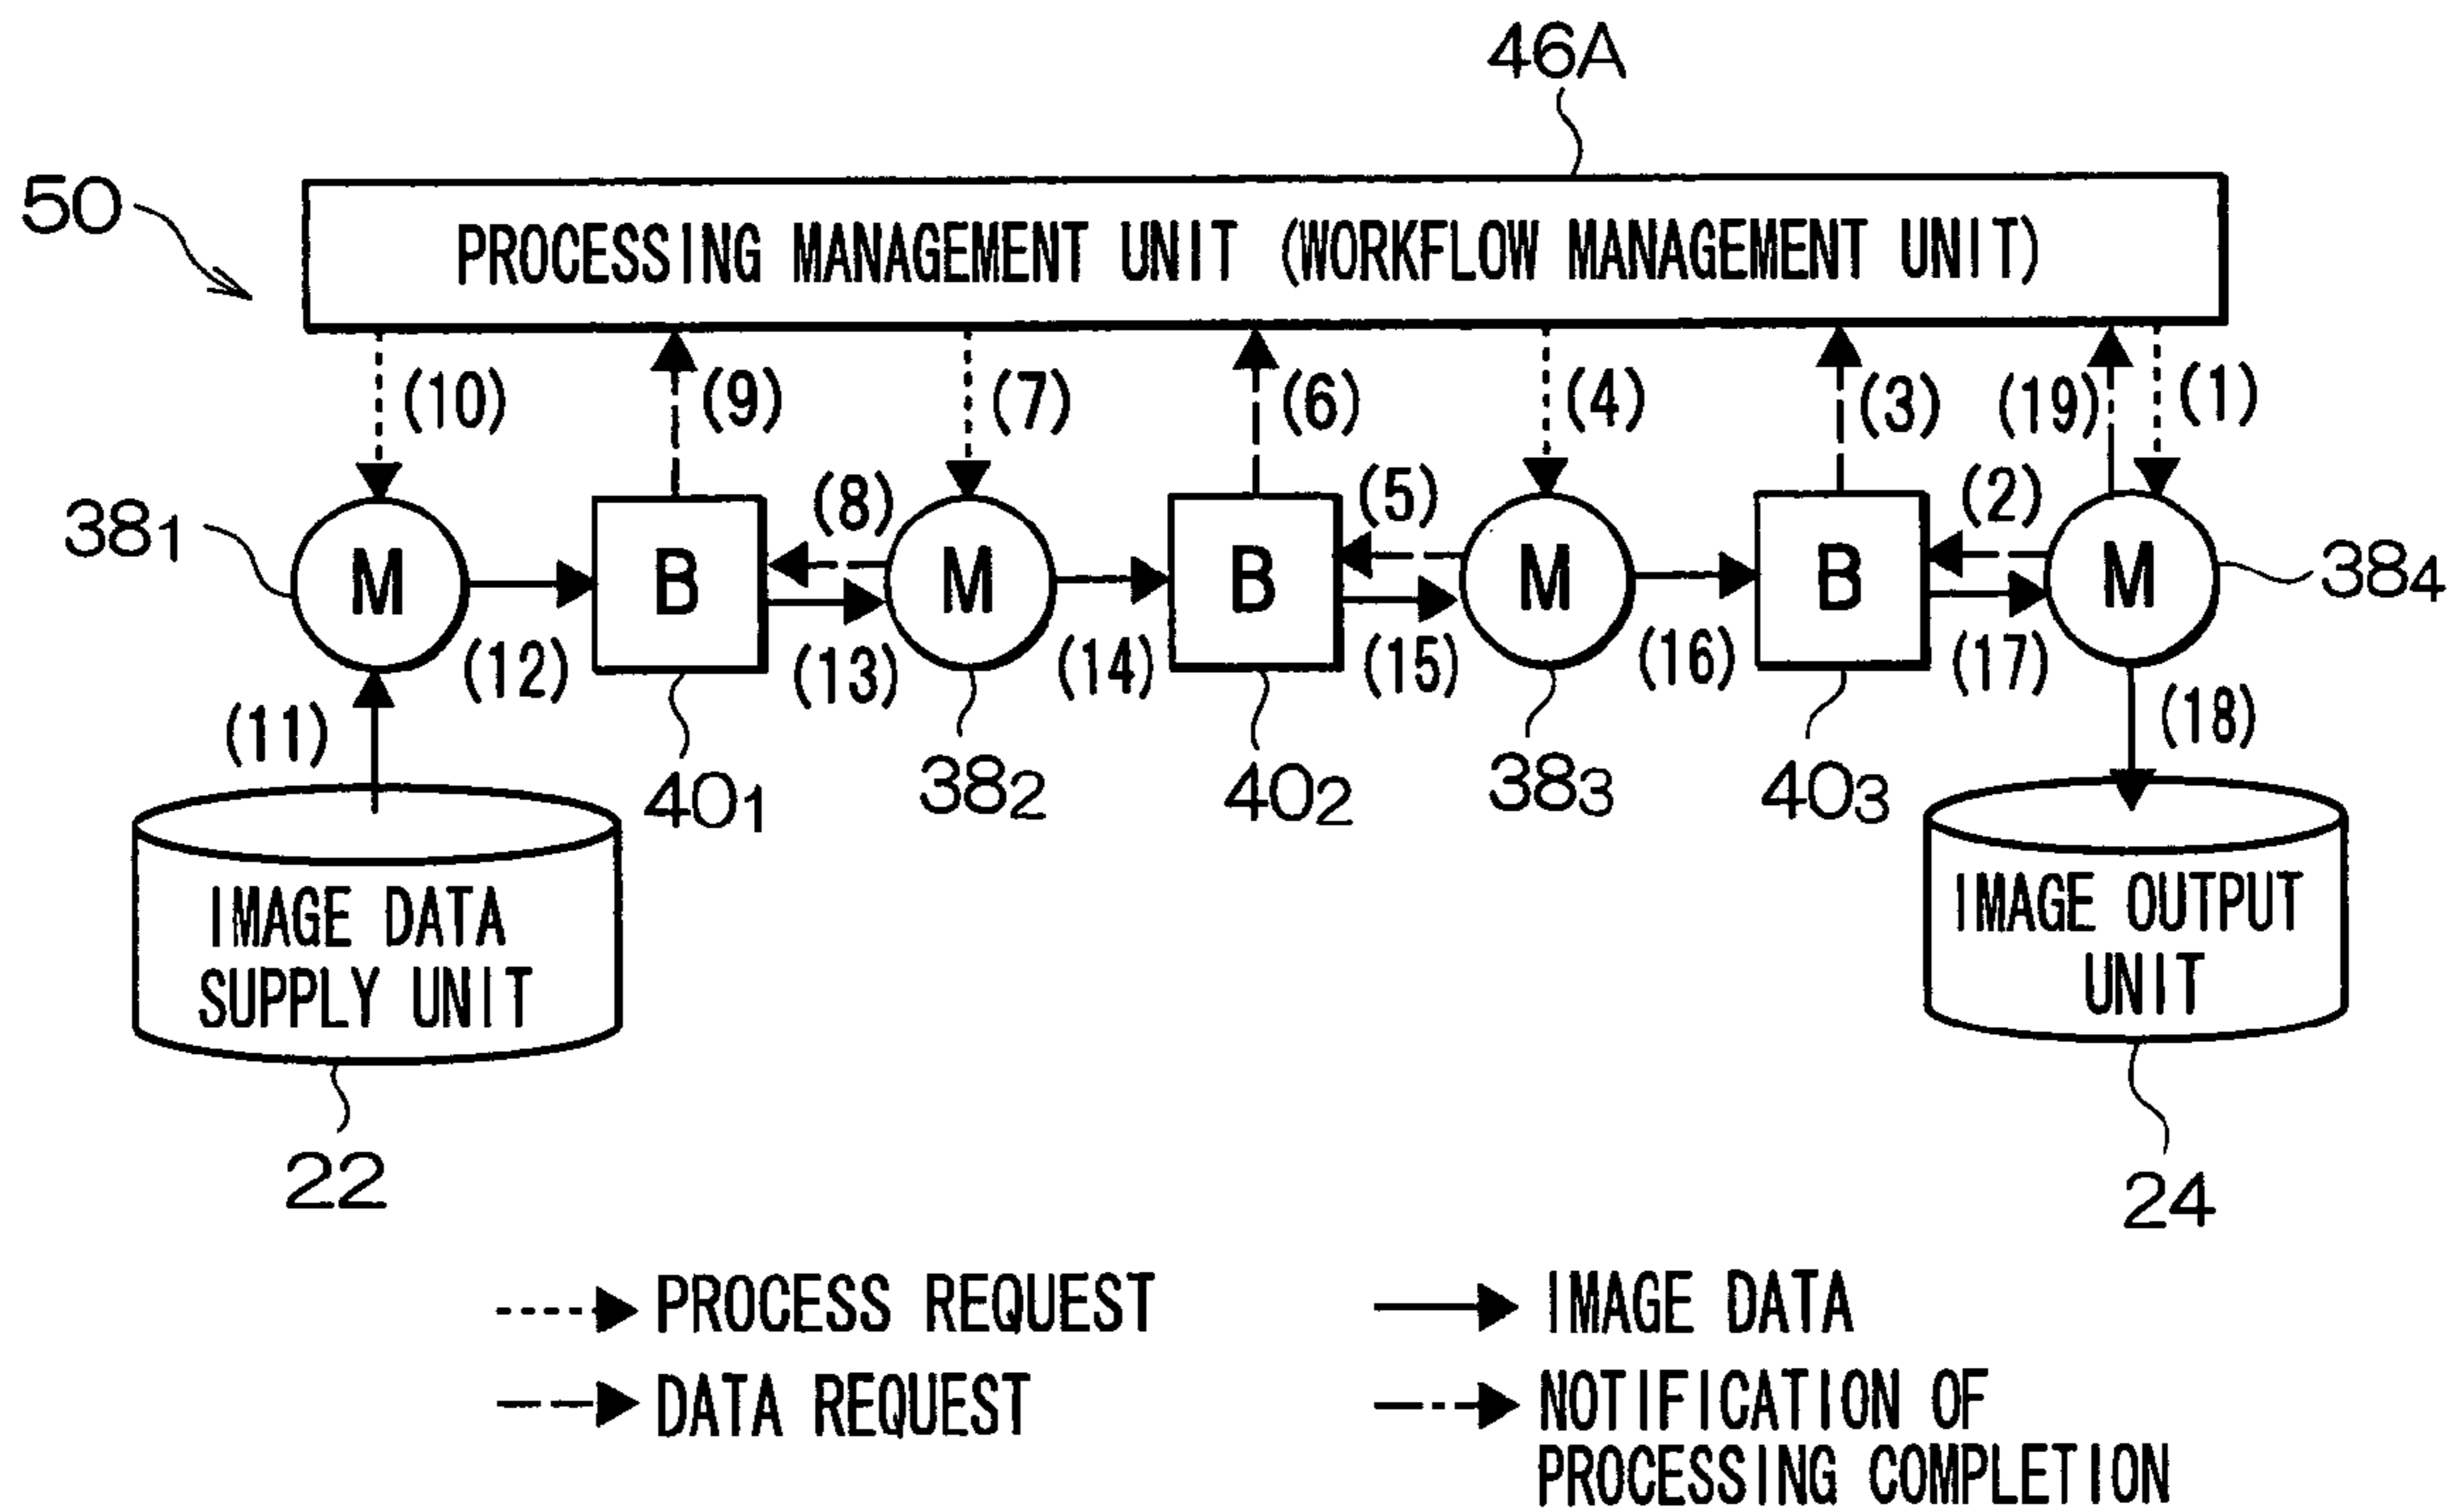 46A
50
PROCESSING MANAGEMENT UNIT (WORKFLOW MANAGEMENT UNIT)
(10) (9) (7) (6) (4) (3) (19) (1)
(8) (5) (2)
38₁ M B M B M B M 38₄
(12) (13) (14) (15) (16) (17)
(11) (18)
40₁ 38₂ 40₂ 38₃ 40₃
IMAGE DATA
SUPPLY UNIT
IMAGE OUTPUT
UNIT
22
24
PROCESS REQUEST
IMAGE DATA
DATA REQUEST
NOTIFICATION OF
PROCESSING COMPLETION